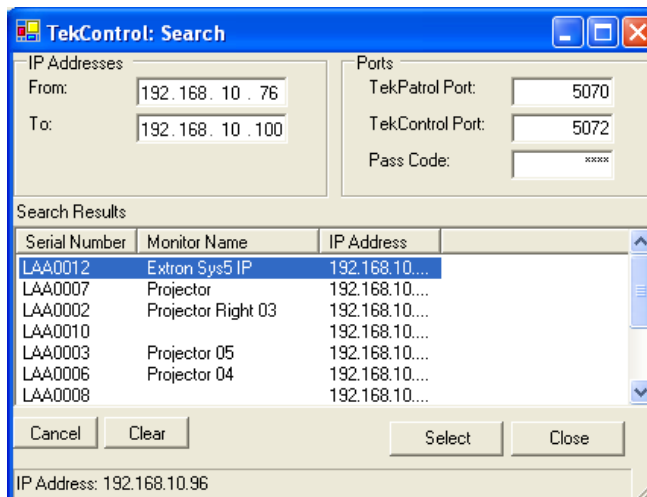 TekControl: Search
IP Addresses
From: 192.168. 10 . 76
To: 192.168. 10 .100
Ports
TekPatrol Port: 5070
TekControl Port: 5072
Pass Code: ****
Search Results
Serial Number Monitor Name IP Address
LAA0012 Extron Sys5 IP 192.168.10....
LAA0007 Projector 192.168.10....
LAA0002 Projector Right 03 192.168.10....
LAA0010 192.168.10....
LAA0003 Projector 05 192.168.10....
LAA0006 Projector 04 192.168.10....
LAA0008 192.168.10....
Cancel Clear Select Close
IP Address: 192.168.10.96